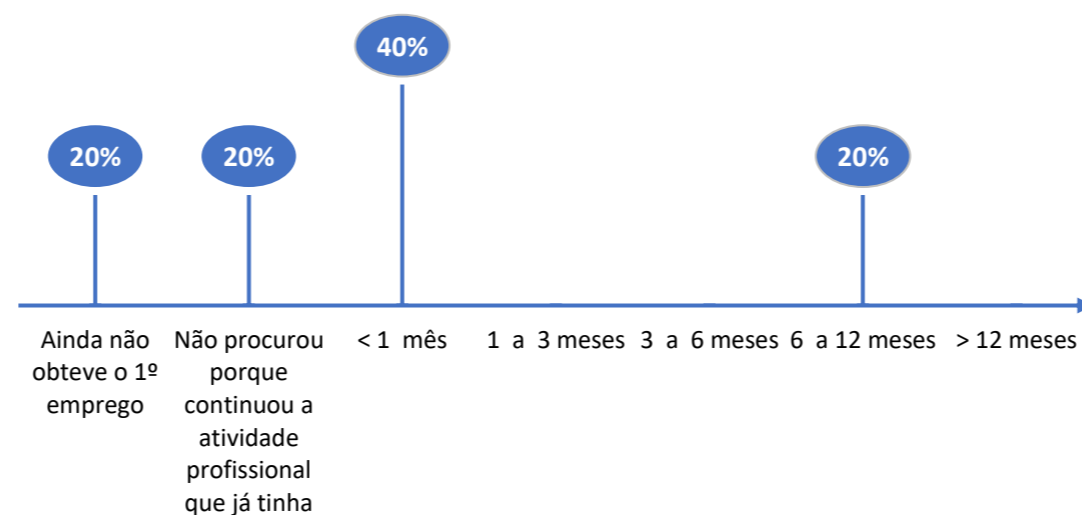 40%
20%
20%
20%
Ainda não
obteve o 1º
emprego
Não procurou
porque
continuou a
atividade
profissional
que já tinha
< 1 mês
1 a 3 meses
3 a 6 meses
6 a 12 meses
> 12 meses